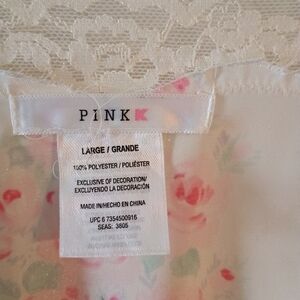 PINK K
LARGE / GRANDE
100% POLYESTER / POLIÉSTER
EXCLUSIVE OF DECORATION/
EXCLUYENDO LA DECORACIÓN
MADE IN/HECHO EN CHINA
UPC 6 7354500916
SEAS: 3805